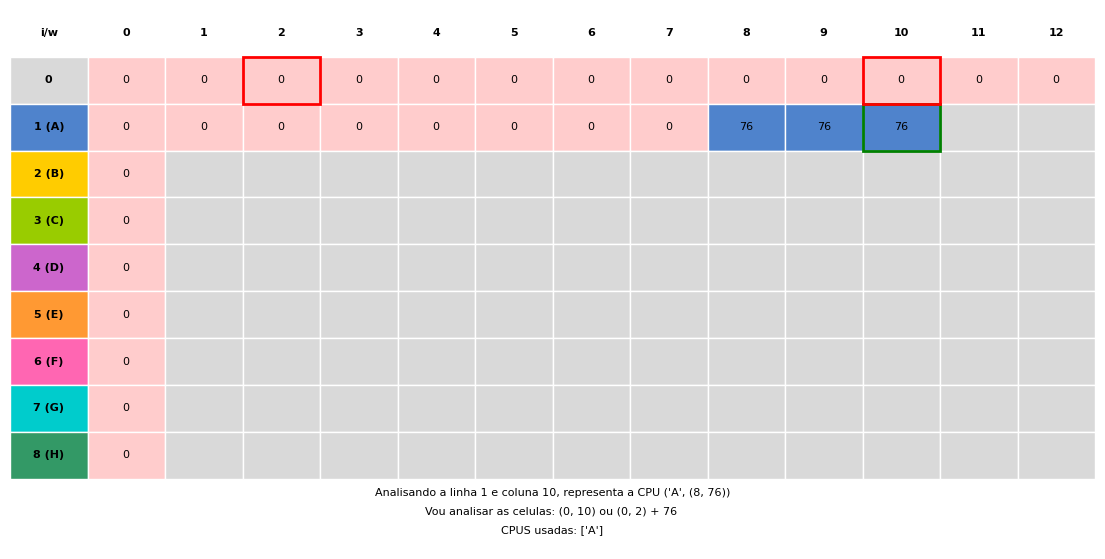 i/w 0 1 2 3 4 5 6 7 8 9 10 11 12
0 0 0 0 0 0 0 0 0 0 0 0 0 0
1 (A) 0 0 0 0 0 0 0 0 76 76 76
2 (B) 0
3 (C) 0
4 (D) 0
5 (E) 0
6 (F) 0
7 (G) 0
8 (H) 0
Analisando a linha 1 e coluna 10, representa a CPU ('A', (8, 76))
Vou analisar as celulas: (0, 10) ou (0, 2) + 76
CPUS usadas: ['A']